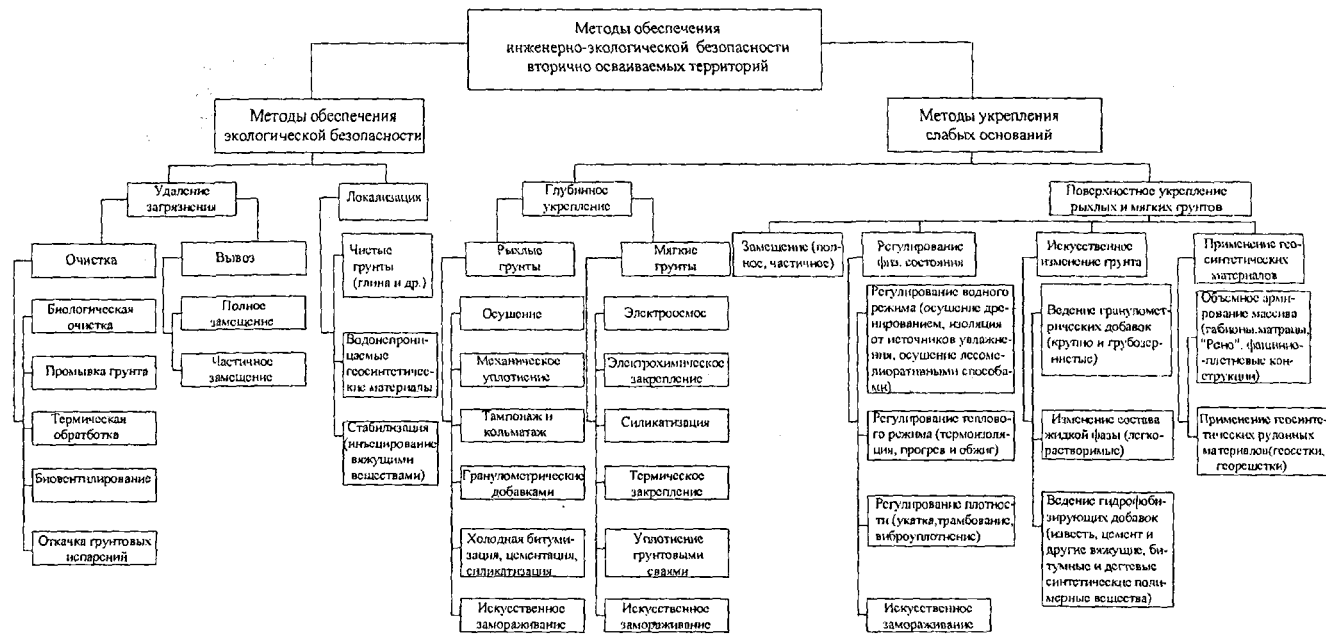 Методы обеспечения
инженерно-экологической безопасности
вторично осваиваемых территорий
Методы обеспечения
экологической безопасности
Методы укрепления
слабых оснований
Удаление
загрязнения
Локализация
Глубинное
укрепление
Поверхностное укрепление
рыхлых и мягких грунтов
Очистка
Вывоз
Чистые
грунты
(глина и др.)
Рыхлые
грунты
Мягкие
грунты
Замещение (пол-
ное, частичное)
Регулирование
физ. состояния
Искусственное
изменение грунта
Применение гео-
синтетических
материалов
Биологическая
очистка
Промывка грунта
Термическая
обратботка
Биовентилирование
Откачка грунтовых
испарений
Полное
замещение
Частичное
замещение
Водонепрони-
цаемые
геосинтетичес-
кие материалы
Стабилизация
(инъецирование
вяжущими
веществами)
Осушение
Механическое
уплотнение
Тампонаж и
кольматаж
Гранулометрические
добавками
Холодная битуми-
зация, цементация,
силикатизация
Искусственное
замораживание
Электроосмос
Электрохимическое
закрепление
Силикатизация
Термическое
закрепление
Уплотнение
грунтовыми
сваями
Искусственное
замораживание
Регулирование водного
режима (осушение дре-
нированием, изоляция
от источников увлажне-
ния, осушение лесоме-
лиоративными способа-
ми)
Регулирование теплово-
го режима (термоизоля-
ция, прогрев и обжиг)
Регулирование плотнос-
ти (укатка,трамбование,
виброуплотнение)
Искусственное
замораживание
Ведение грануломет-
рических добавок
(крупно и грубозер-
нистые)
Изменение состава
жидкой фазы (легко-
растворимые)
Ведение гидрофоби-
зирующих добавок
(известь, цемент и
другие вяжущие, би-
тумные и дегтевые
синтетические поли-
мерные вещества)
Объемное арми-
рование массива
(габионы.матрацы,
"Рено". фашинно-
плетневые кон-
струкции)
Применение геосинте-
тических рулонных
материалов(геосетки,
георешетки)